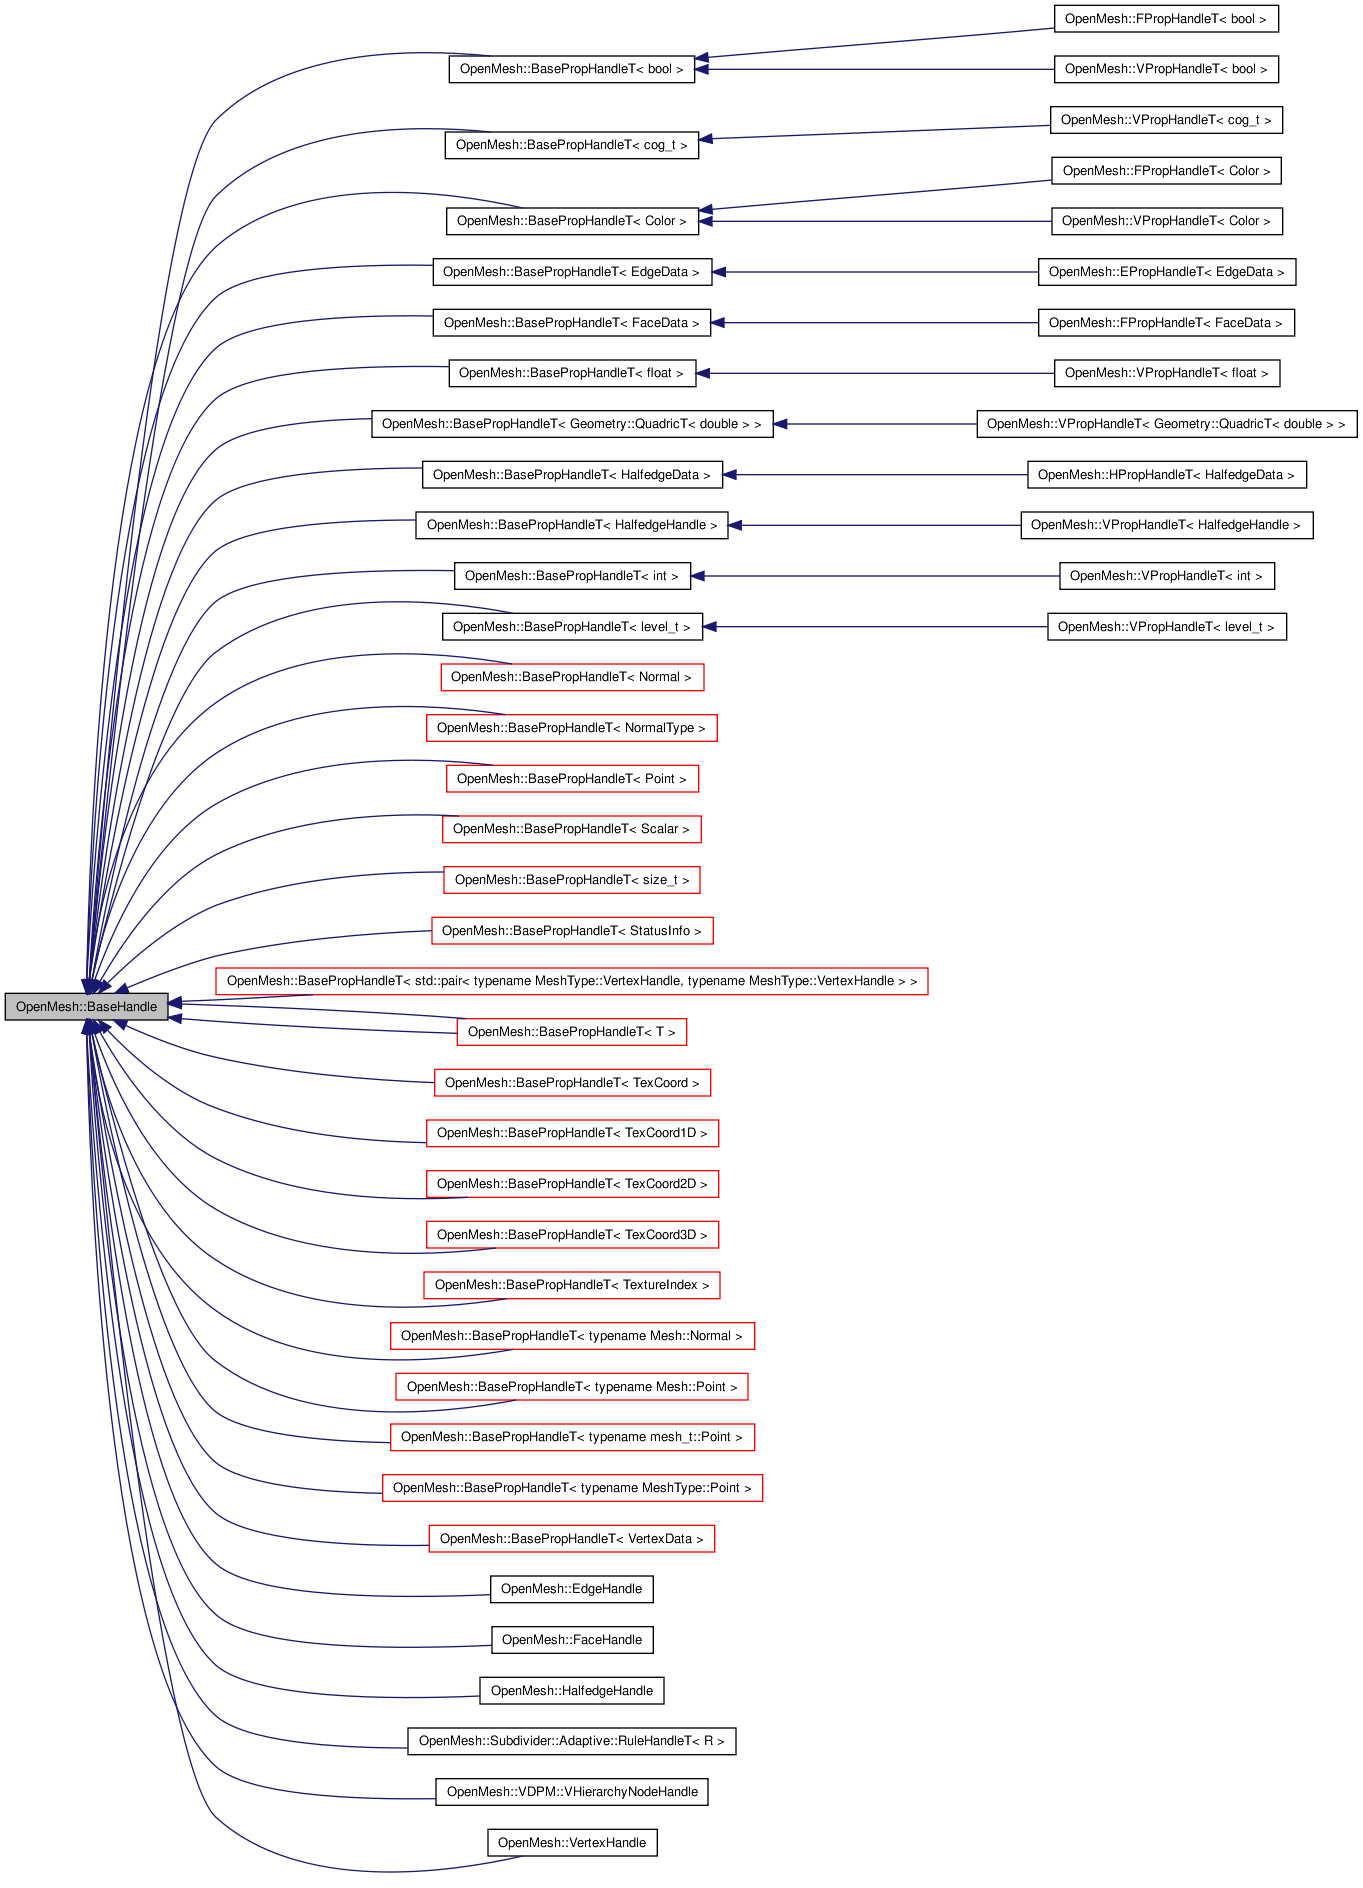 OpenMesh::FPropHandleT< bool >
OpenMesh::BasePropHandleT< bool >
OpenMesh::VPropHandleT< bool >
OpenMesh::VPropHandleT< cog_t >
OpenMesh::BasePropHandleT< cog_t >
OpenMesh::FPropHandleT< Color >
OpenMesh::BasePropHandleT< Color >
OpenMesh::VPropHandleT< Color >
OpenMesh::BasePropHandleT< EdgeData >
OpenMesh::EPropHandleT< EdgeData >
OpenMesh::BasePropHandleT< FaceData >
OpenMesh::FPropHandleT< FaceData >
OpenMesh::BasePropHandleT< float >
OpenMesh::VPropHandleT< float >
OpenMesh::BasePropHandleT< Geometry::QuadricT< double > >
OpenMesh::VPropHandleT< Geometry::QuadricT< double > >
OpenMesh::BasePropHandleT< HalfedgeData >
OpenMesh::HPropHandleT< HalfedgeData >
OpenMesh::BasePropHandleT< HalfedgeHandle >
OpenMesh::VPropHandleT< HalfedgeHandle >
OpenMesh::BasePropHandleT< int >
OpenMesh::VPropHandleT< int >
OpenMesh::BasePropHandleT< level_t >
OpenMesh::VPropHandleT< level_t >
OpenMesh::BasePropHandleT< Normal >
OpenMesh::BasePropHandleT< NormalType >
OpenMesh::BasePropHandleT< Point >
OpenMesh::BasePropHandleT< Scalar >
OpenMesh::BasePropHandleT< size_t >
OpenMesh::BasePropHandleT< StatusInfo >
OpenMesh::BasePropHandleT< std::pair< typename MeshType::VertexHandle, typename MeshType::VertexHandle > >
OpenMesh::BaseHandle
OpenMesh::BasePropHandleT< T >
OpenMesh::BasePropHandleT< TexCoord >
OpenMesh::BasePropHandleT< TexCoord1D >
OpenMesh::BasePropHandleT< TexCoord2D >
OpenMesh::BasePropHandleT< TexCoord3D >
OpenMesh::BasePropHandleT< TextureIndex >
OpenMesh::BasePropHandleT< typename Mesh::Normal >
OpenMesh::BasePropHandleT< typename Mesh::Point >
OpenMesh::BasePropHandleT< typename mesh_t::Point >
OpenMesh::BasePropHandleT< typename MeshType::Point >
OpenMesh::BasePropHandleT< VertexData >
OpenMesh::EdgeHandle
OpenMesh::FaceHandle
OpenMesh::HalfedgeHandle
OpenMesh::Subdivider::Adaptive::RuleHandleT< R >
OpenMesh::VDPM::VHierarchyNodeHandle
OpenMesh::VertexHandle